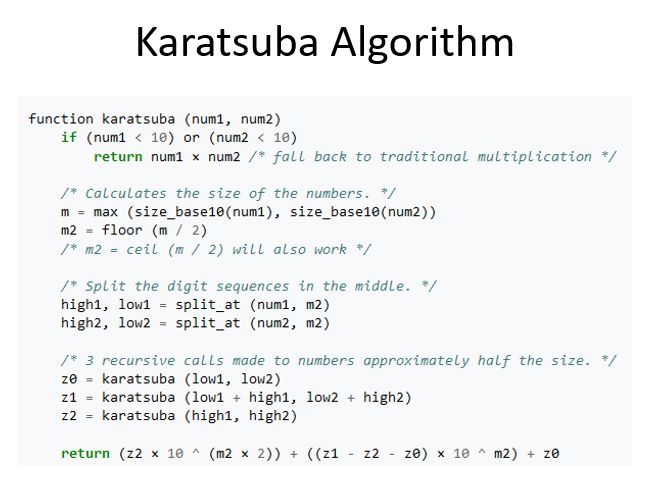 Karatsuba Algorithm
function karatsuba (num1, num2)
if (num1 < 10) or (num2 < 10)
return num1 × num2 /* fall back to traditional multiplication */
/* Calculates the size of the numbers. */
m = max (size_base10(num1), size_base10(num2))
m2 = floor (m / 2)
/* m2 = ceil (m / 2) will also work */
/* Split the digit sequences in the middle. */
high1, low1 = split_at (num1, m2)
high2, low2 = split_at (num2, m2)
/* 3 recursive calls made to numbers approximately half the size. */
z0 = karatsuba (low1, low2)
z1 = karatsuba (low1 + high1, low2 + high2)
z2 = karatsuba (high1, high2)
return (z2 × 10 ^ (m2 × 2)) + ((z1 - z2 - z0) × 10 ^ m2) + z0